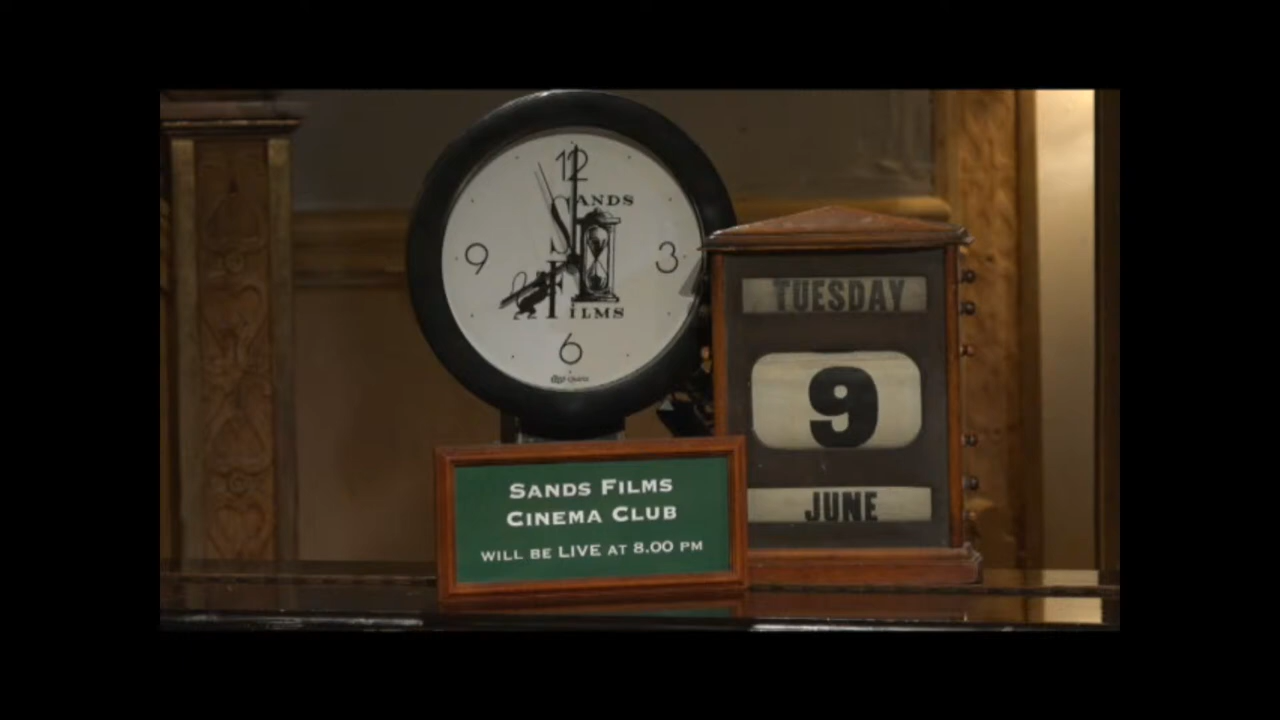 12
SANDS
9
3
FILMS
6
TUESDAY
9
JUNE
SANDS FILMS
CINEMA CLUB
WILL BE LIVE AT 8.00 PM